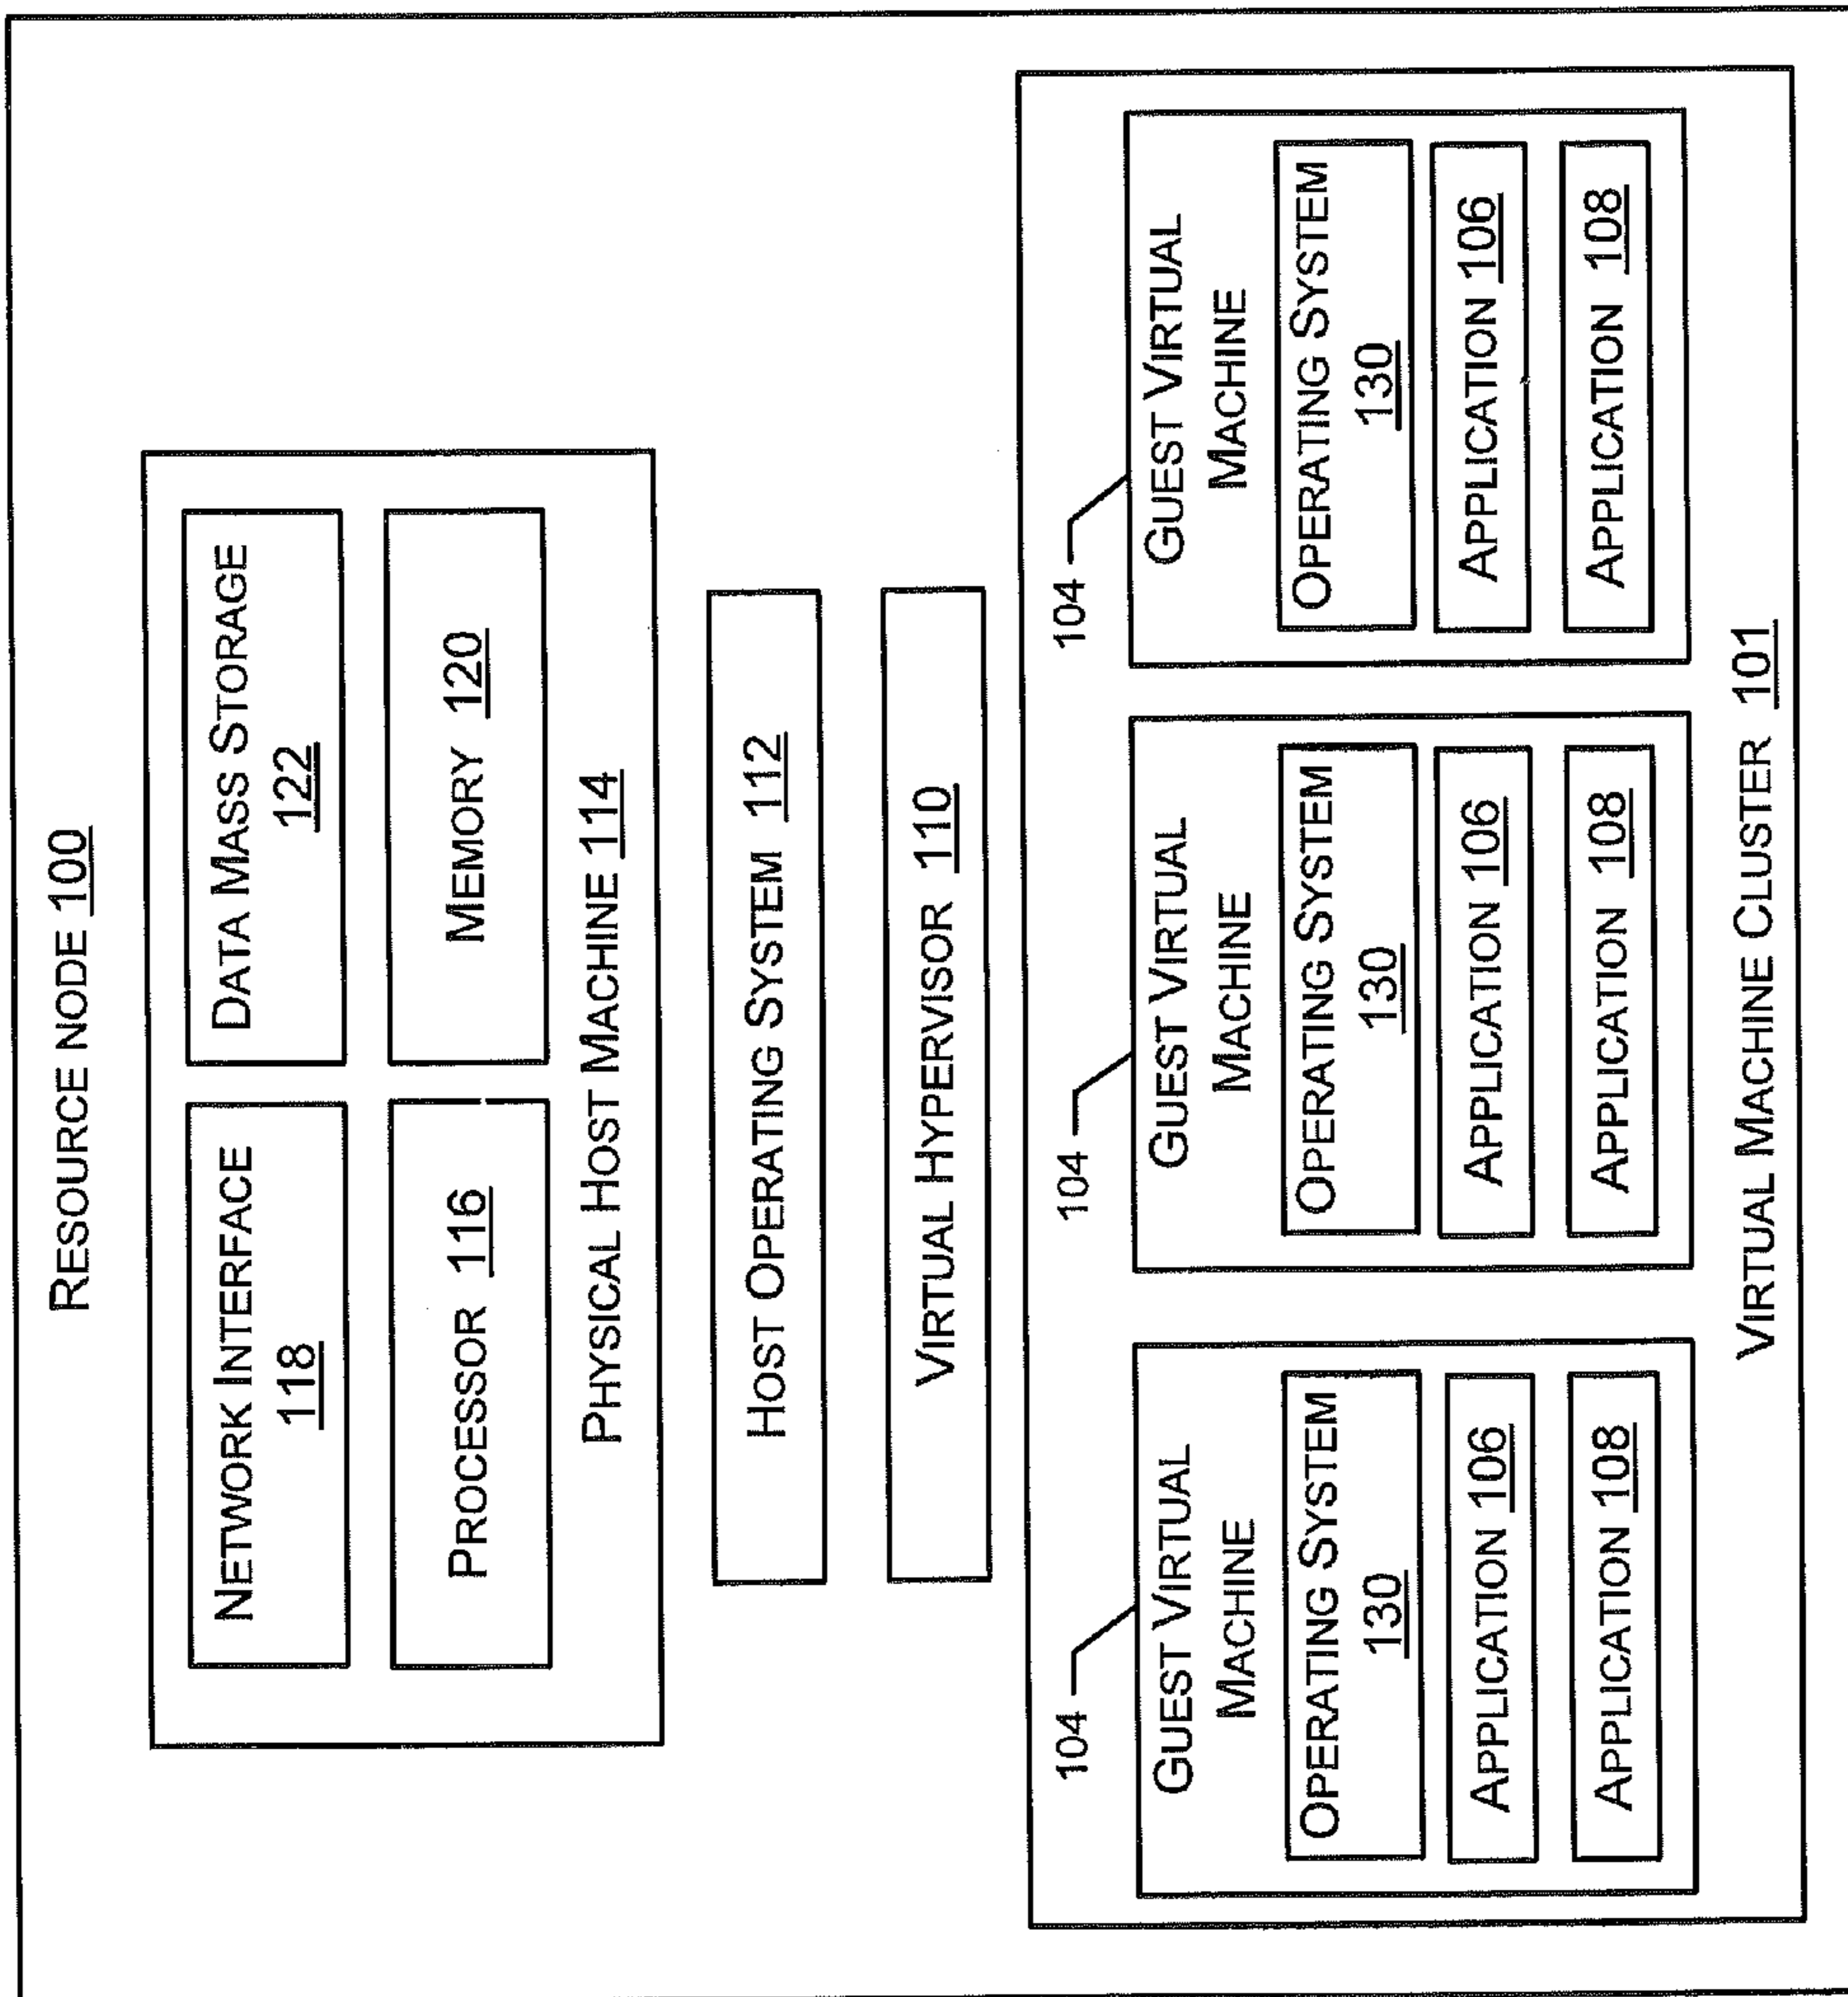 RESOURCE NODE 100
NETWORK INTERFACE
118
DATA MASS STORAGE
122
PROCESSOR 116
MEMORY 120
PHYSICAL HOST MACHINE 114
HOST OPERATING SYSTEM 112
VIRTUAL HYPERVISOR 110
104
GUEST VIRTUAL
MACHINE
OPERATING SYSTEM
130
APPLICATION 106
APPLICATION 108
104
GUEST VIRTUAL
MACHINE
OPERATING SYSTEM
130
APPLICATION 106
APPLICATION 108
104
GUEST VIRTUAL
MACHINE
OPERATING SYSTEM
130
APPLICATION 106
APPLICATION 108
VIRTUAL MACHINE CLUSTER 101